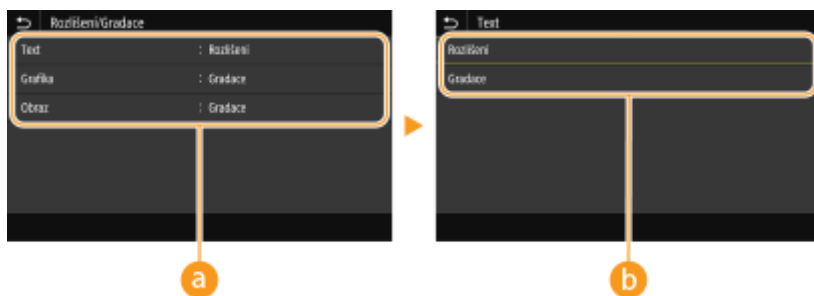 Rozlišení/Gradace
Text : Rozlišení
Grafika : Gradace
Obraz : Gradace
a
Text
Rozlišení
Gradace
b